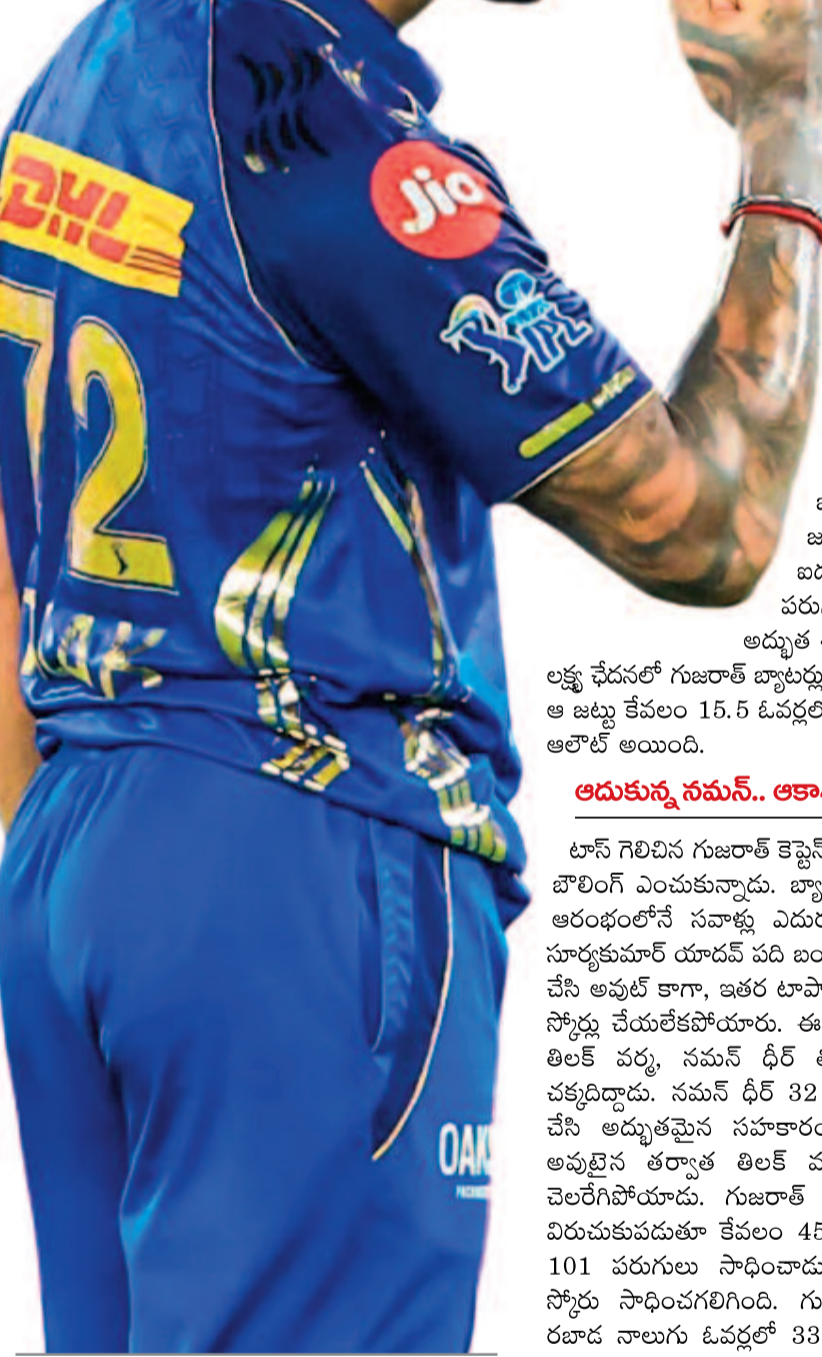 DHL
Jio
IPL
72
OAK
జ
ఐద
పరు
అద్భుత
లక్ష్య ఛేదనలో గుజరాత్ బ్యాటర్లు
ఆ జట్టు కేవలం 15.5 ఓవర్లలో
ఆలౌట్ అయింది.
ఆదుకున్న నమన్.. ఆకా
టాస్ గెలిచిన గుజరాత్ కెప్టెన్
బౌలింగ్ ఎంచుకున్నాడు. బ్యా
ఆరంభంలోనే సవాళ్లు ఎదుర
సూర్యకుమార్ యాదవ్ పది బం
చేసి అవుట్ కాగా, ఇతర టాపా
స్కోర్లు చేయలేకపోయారు. ఈ
తిలక్ వర్మ, నమన్ ధీర్
చక్కదిద్దాడు. నమన్ ధీర్ 32
చేసి అద్భుతమైన సహకారం
అవుటైన తర్వాత తిలక్ వ
చెలరేగిపోయాడు. గుజరాత్
విరుచుకుపడుతూ కేవలం 45
101 పరుగులు సాధించాడు
స్కోరు సాధించగలిగింది. గు
రబాడ నాలుగు ఓవర్లలో 33